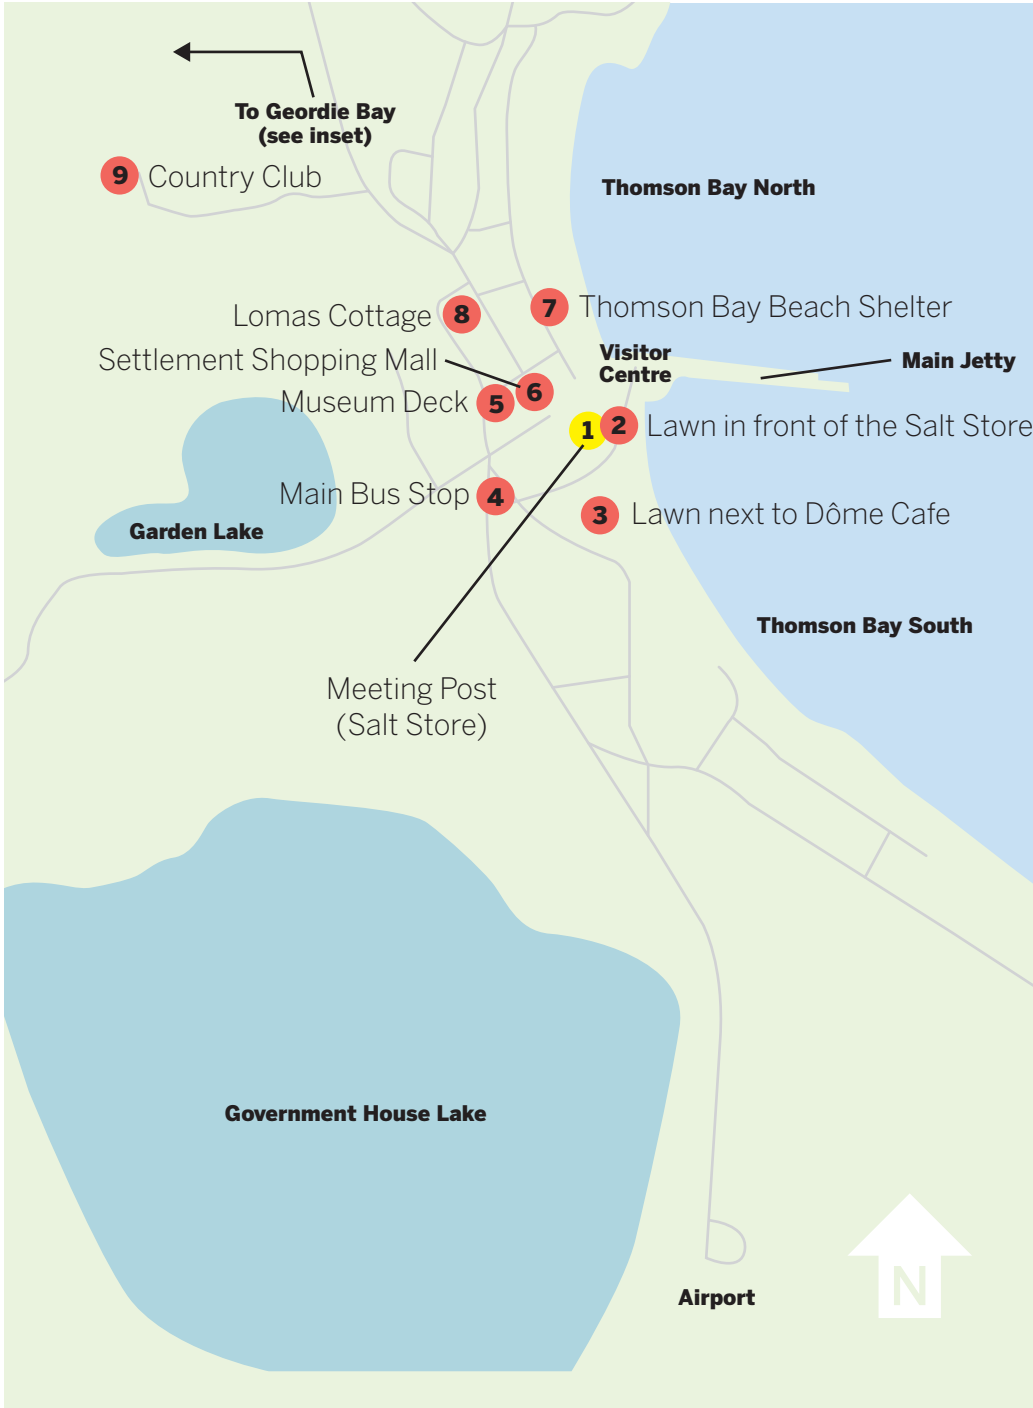 To Geordie Bay
(see inset)
9 Country Club
Thomson Bay North
Lomas Cottage 8
7 Thomson Bay Beach Shelter
Settlement Shopping Mall
6
Visitor
Centre
Main Jetty
Museum Deck 5
1
2 Lawn in front of the Salt Store
Main Bus Stop 4
3 Lawn next to Dôme Cafe
Garden Lake
Thomson Bay South
Meeting Post
(Salt Store)
Government House Lake
Airport
N